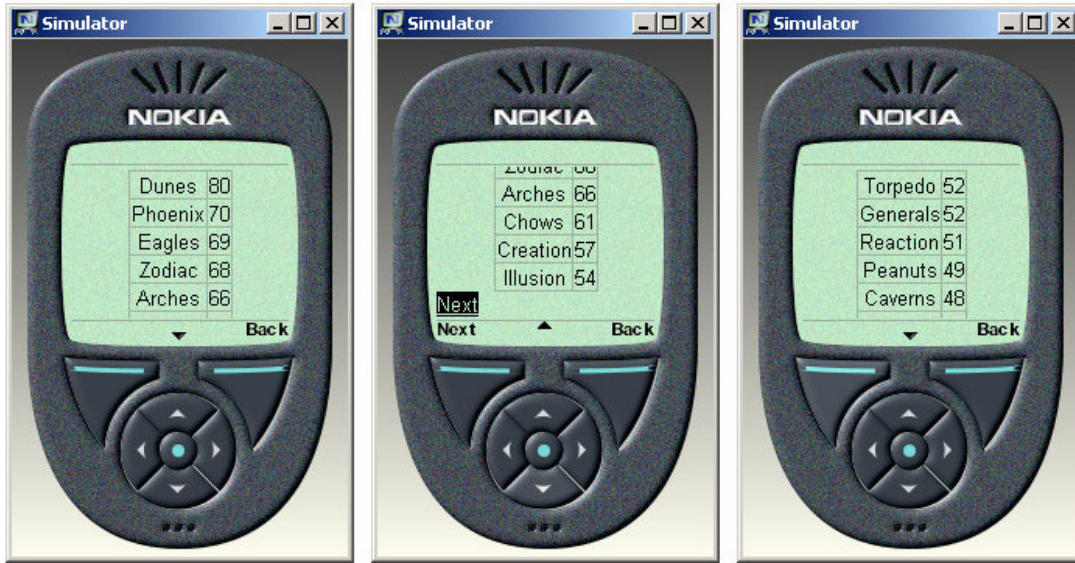 Simulator
NOKIA
Dunes 80
Phoenix 70
Eagles 69
Zodiac 68
Arches 66
Back
Simulator
NOKIA
Zodiac 68
Arches 66
Chows 61
Creation 57
Illusion 54
Next
Next Back
Simulator
NOKIA
Torpedo 52
Generals 52
Reaction 51
Peanuts 49
Caverns 48
Back